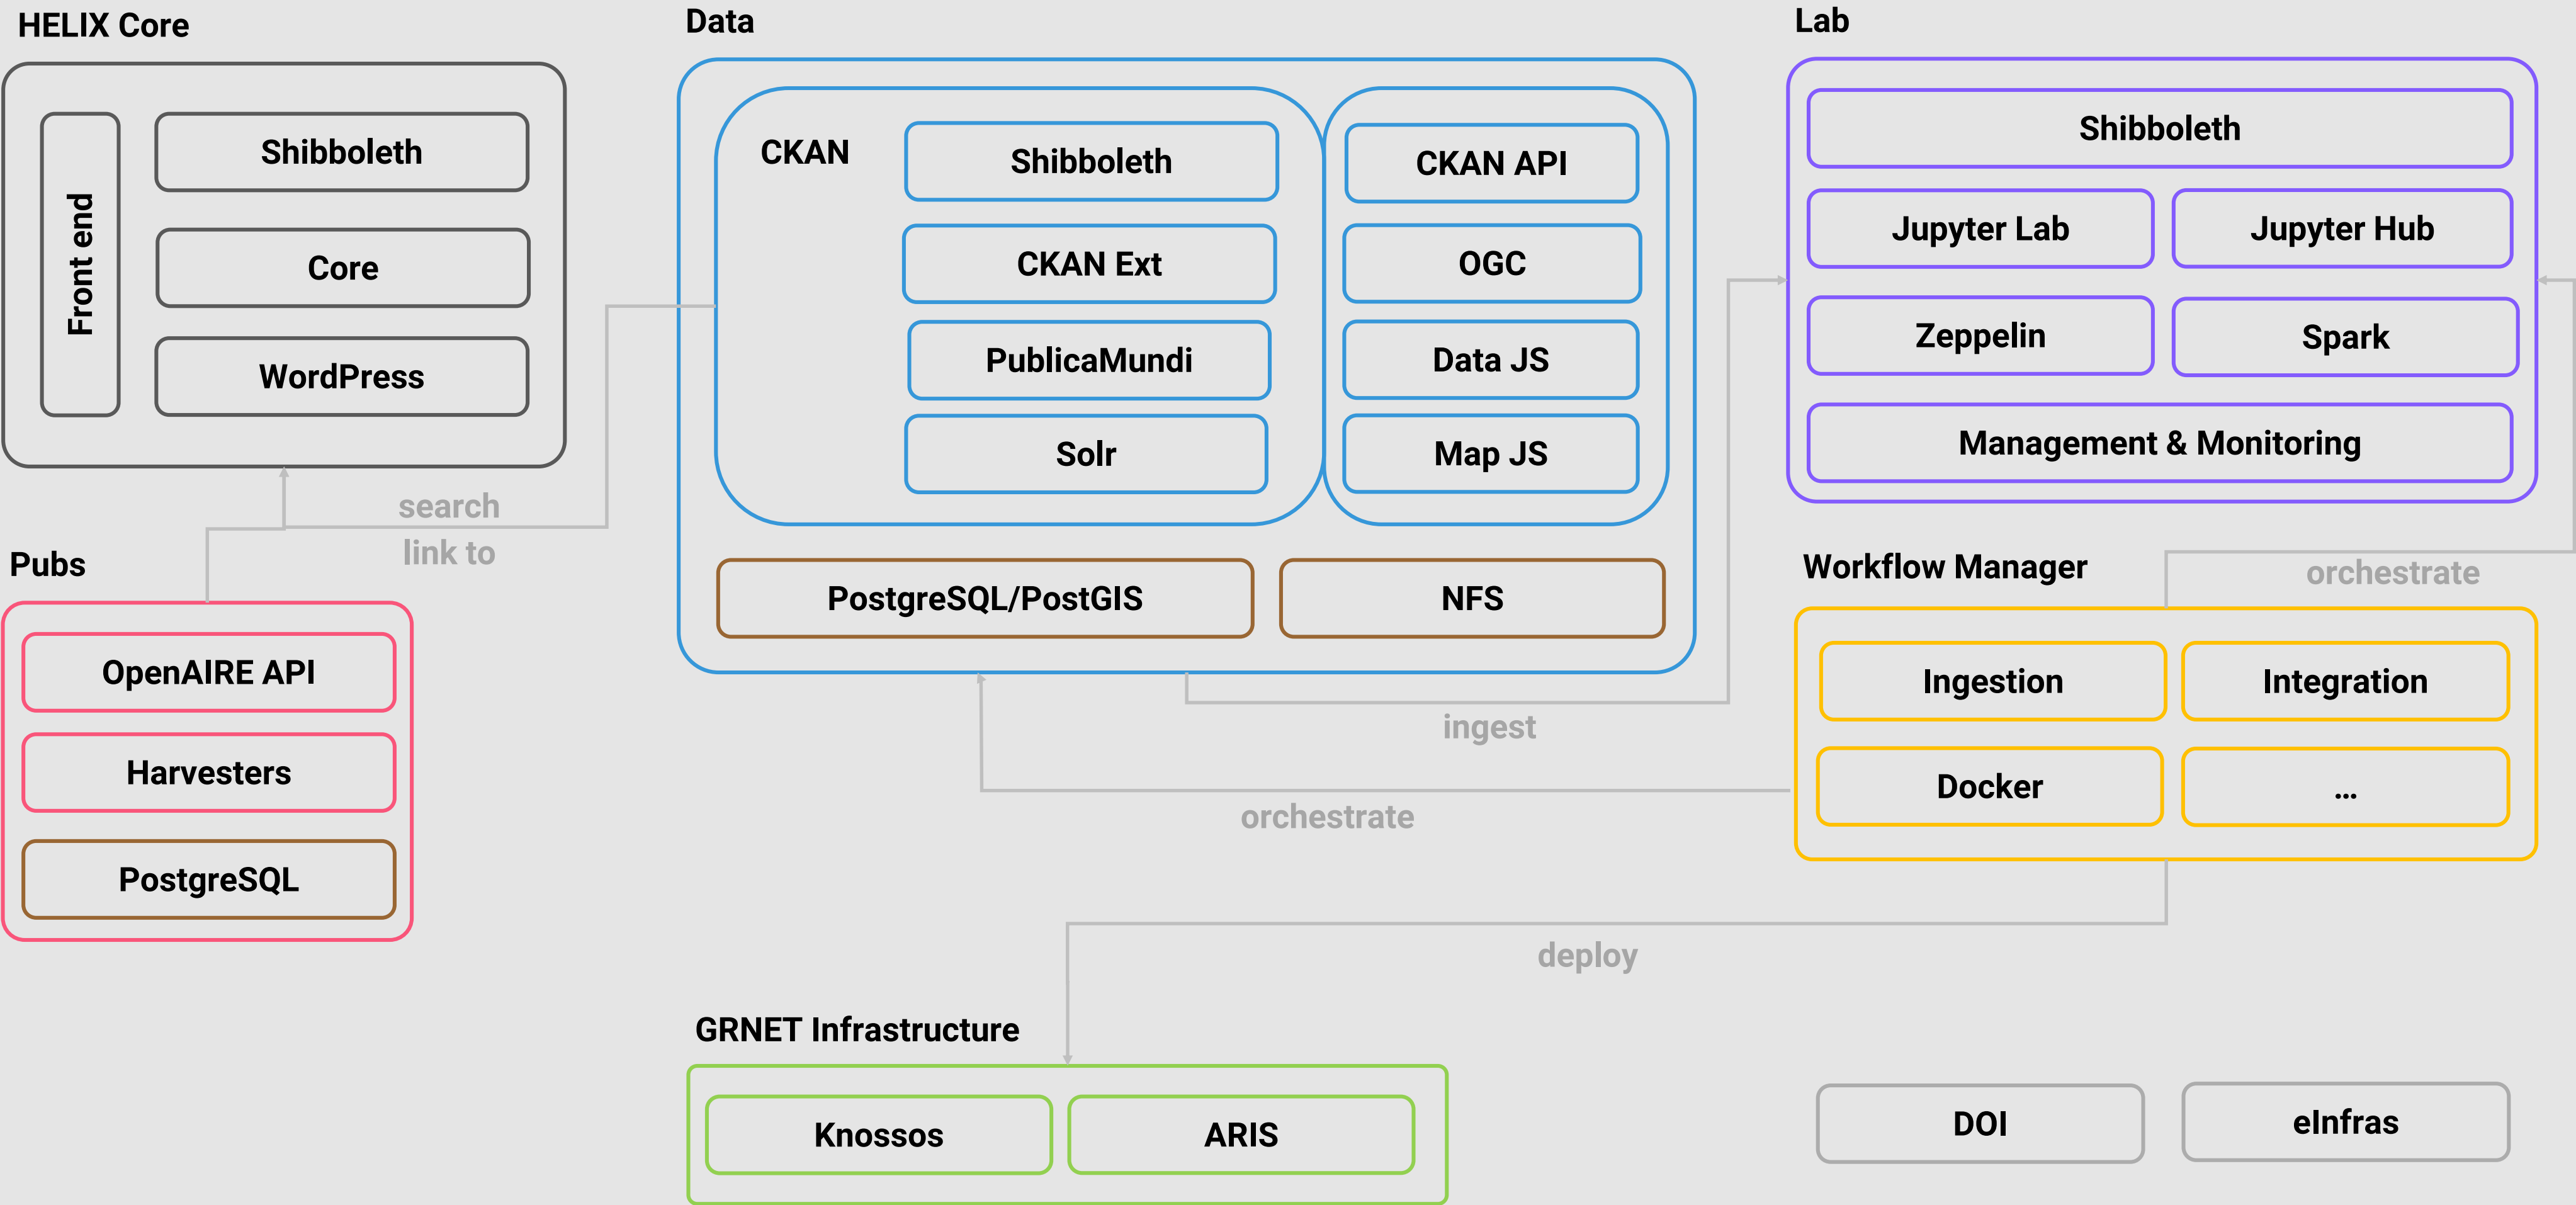 HELIX Core
Front end
Shibboleth
Core
WordPress
search
link to
Pubs
OpenAIRE API
Harvesters
PostgreSQL
Data
CKAN
Shibboleth
CKAN Ext
PublicaMundi
Solr
CKAN API
OGC
Data JS
Map JS
PostgreSQL/PostGIS
NFS
ingest
orchestrate
Lab
Shibboleth
Jupyter Lab
Jupyter Hub
Zeppelin
Spark
Management & Monitoring
Workflow Manager
orchestrate
Ingestion
Integration
Docker
...
deploy
GRNET Infrastructure
Knossos
ARIS
DOI
eInfras